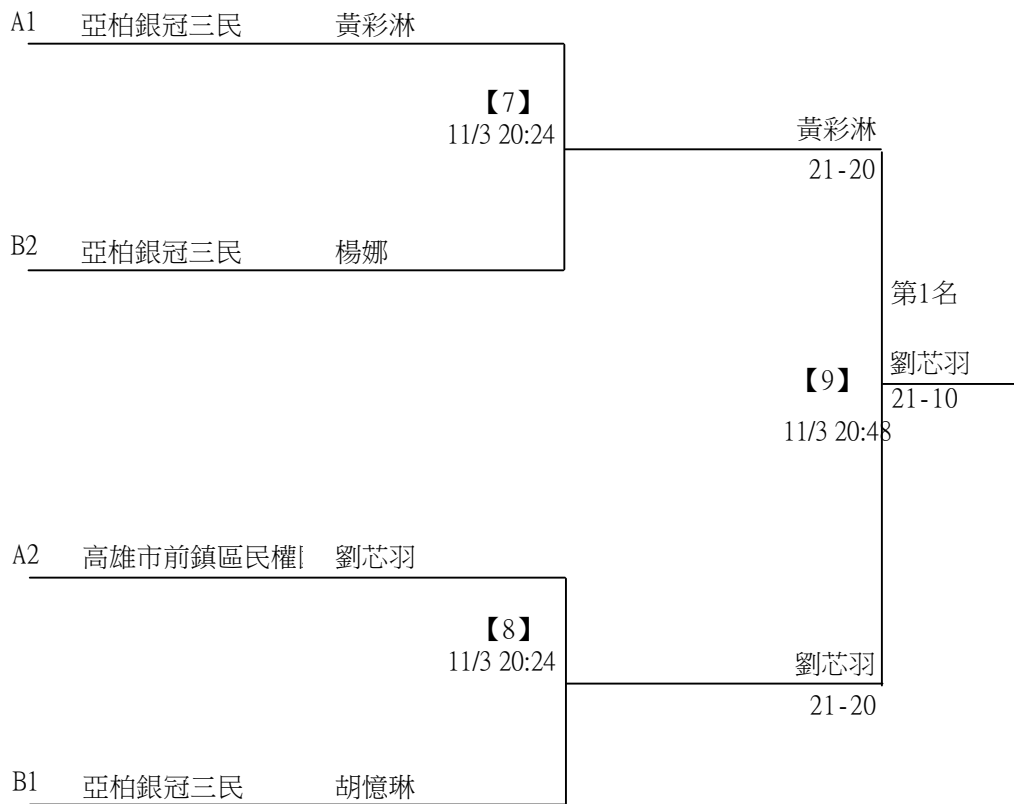 A1 亞柏銀冠三民 黃彩淋
【7】
11/3 20:24
黃彩淋
21-20
B2 亞柏銀冠三民 楊娜
第1名
【9】
劉芯羽
21-10
11/3 20:48
A2 高雄市前鎮區民權 劉芯羽
【8】
11/3 20:24
劉芯羽
21-20
B1 亞柏銀冠三民 胡憶琳